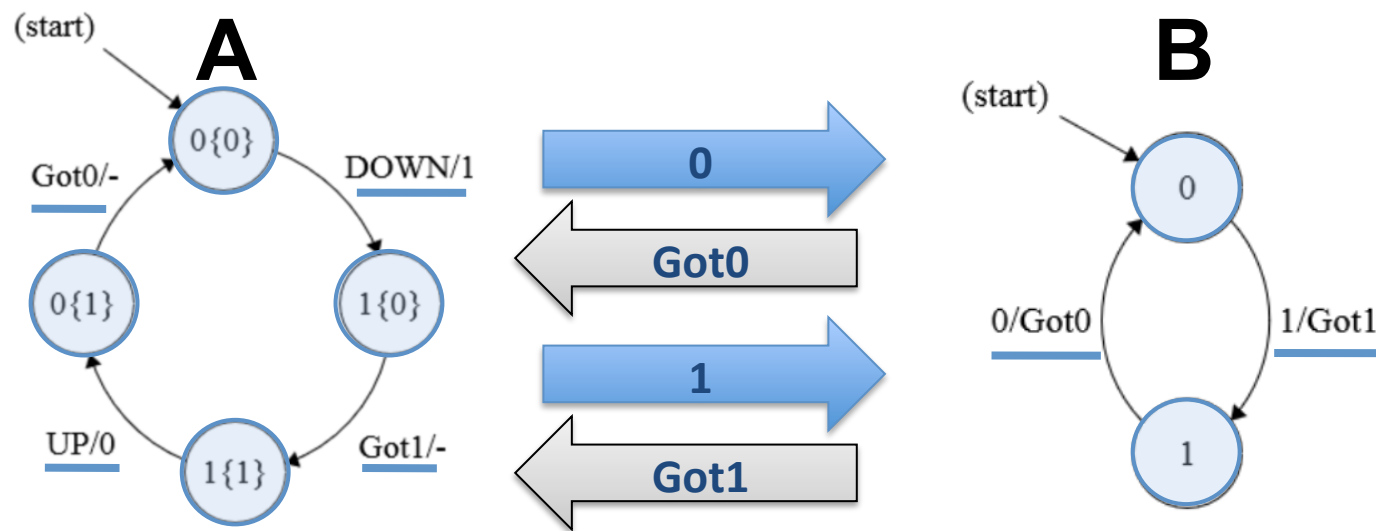 (start)
A
0{0}
Got0/-
DOWN/1
0{1}
1{0}
UP/0
Got1/-
1{1}
0
Got0
1
Got1
B
(start)
0
0/Got0
1/Got1
1